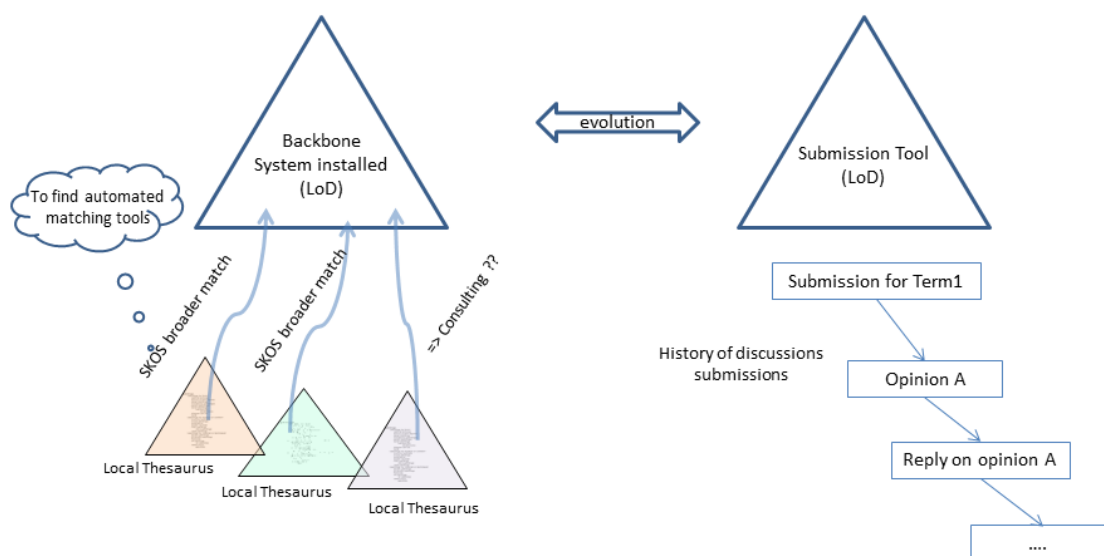 Backbone
System installed
(LoD)
evolution
Submission Tool
(LoD)
To find automated
matching tools
SKOS broader match
SKOS broader match
=> Consulting ??
Local Thesaurus
Local Thesaurus
Local Thesaurus
Submission for Term1
History of discussions
submissions
Opinion A
Reply on opinion A
....